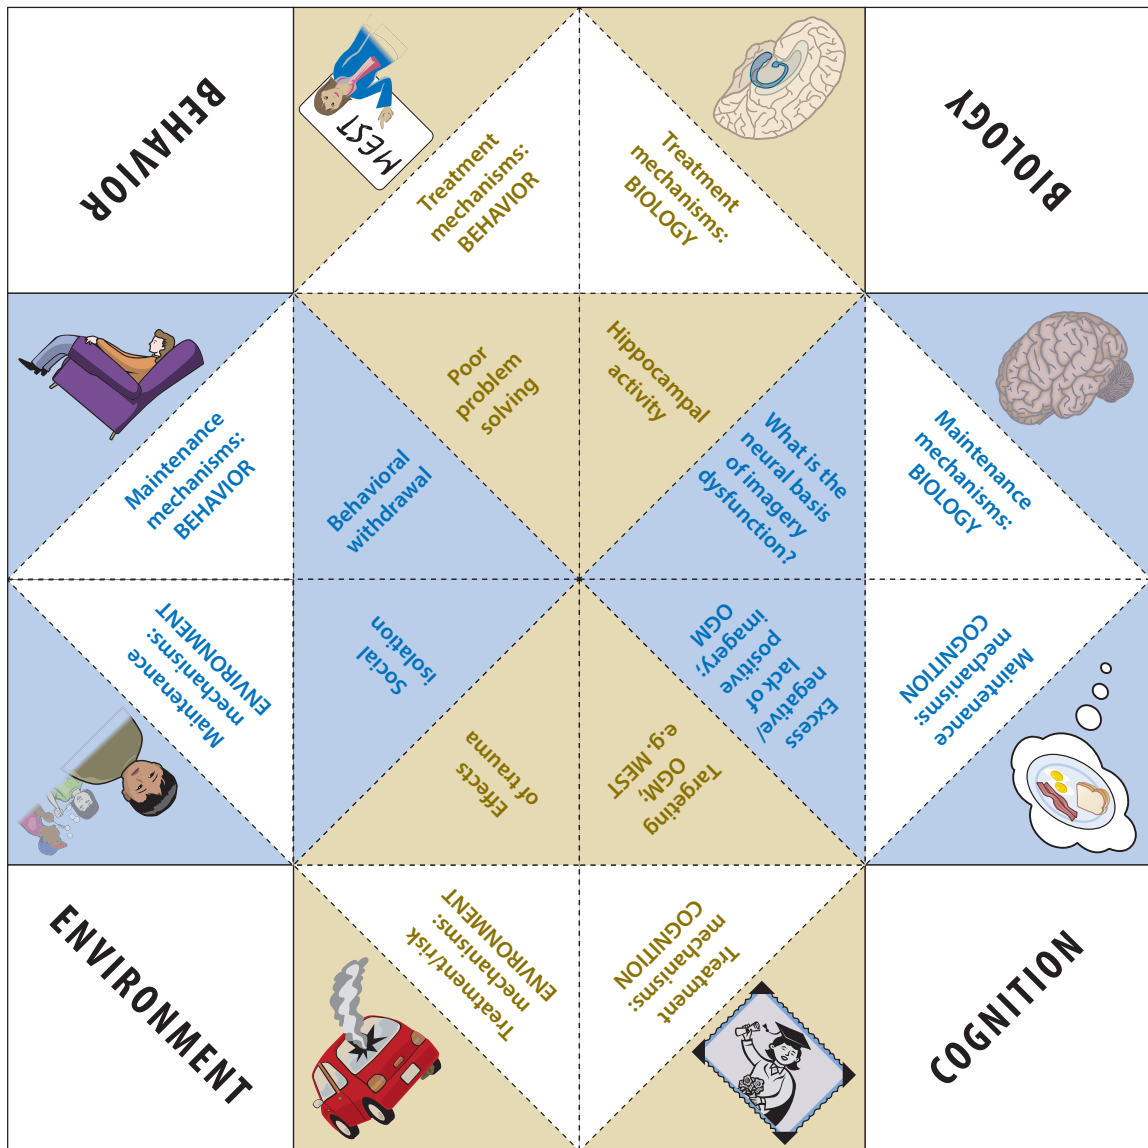 BEHAVIOR
MEST
Treatment
mechanisms:
BEHAVIOR
Treatment
mechanisms:
BIOLOGY
BIOLOGY
Poor
problem
solving
Hippocampal
activity
Maintenance
mechanisms:
BEHAVIOR
Behavioral
withdrawal
What is the
neural basis
of imagery
dysfunction?
Maintenance
mechanisms:
BIOLOGY
Maintenance
mechanisms:
ENVIRONMENT
Social
isolation
Excess
negative/
lack of
positive
imagery;
OGM
Maintenance
mechanisms:
COGNITION
Effects
of trauma
Targeting
OGM;
e.g. MEST
ENVIRONMENT
Treatment/risk
mechanisms:
ENVIRONMENT
Treatment
mechanisms:
COGNITION
COGNITION